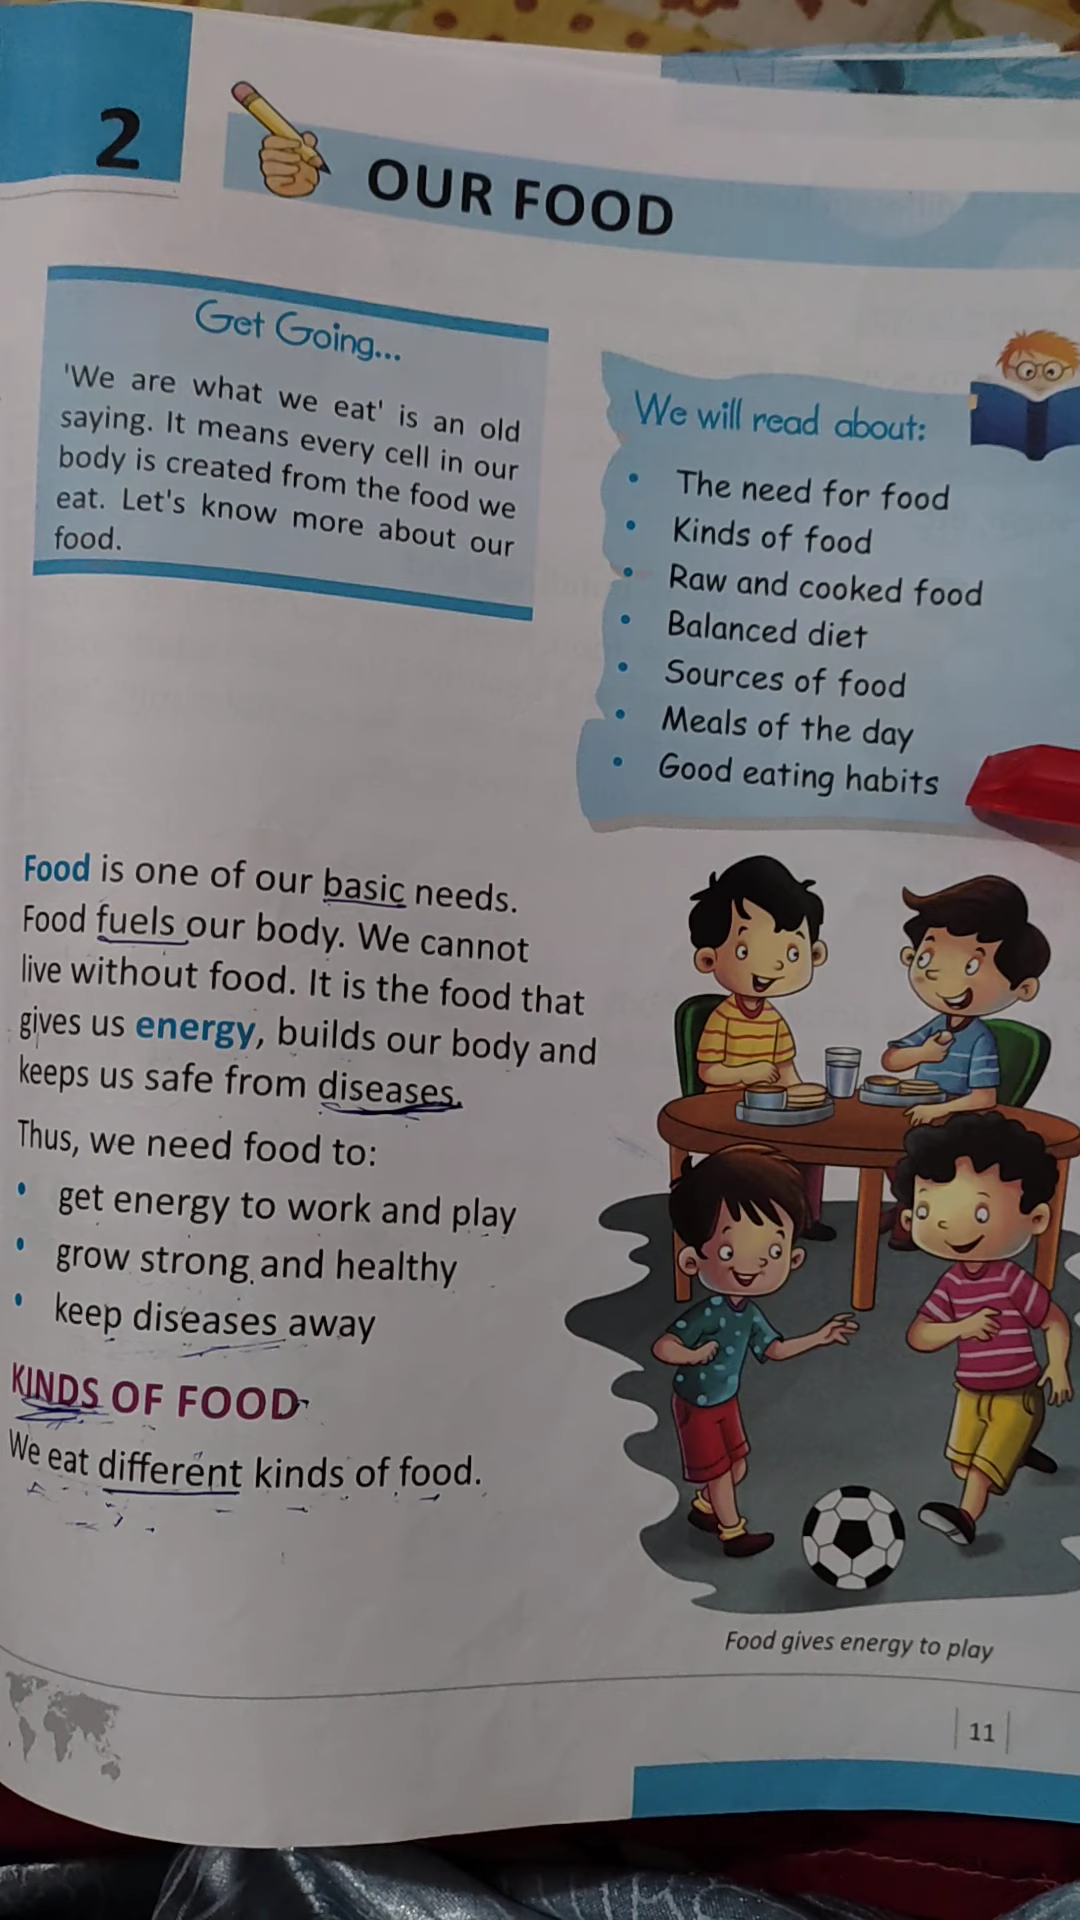 2
OUR FOOD
Get Going...
'We are what we eat' is an old
saying. It means every cell in our
body is created from the food we
eat. Let's know more about our
food.
We will read about:
• The need for food
• Kinds of food
• Raw and cooked food
• Balanced diet
• Sources of food
• Meals of the day
• Good eating habits
Food is one of our basic needs.
Food fuels our body. We cannot
live without food. It is the food that
gives us energy, builds our body and
keeps us safe from diseases.
Thus, we need food to:
• get energy to work and play
• grow strong and healthy
• keep diseases away
KINDS OF FOOD
We eat different kinds of food.
Food gives energy to play
11